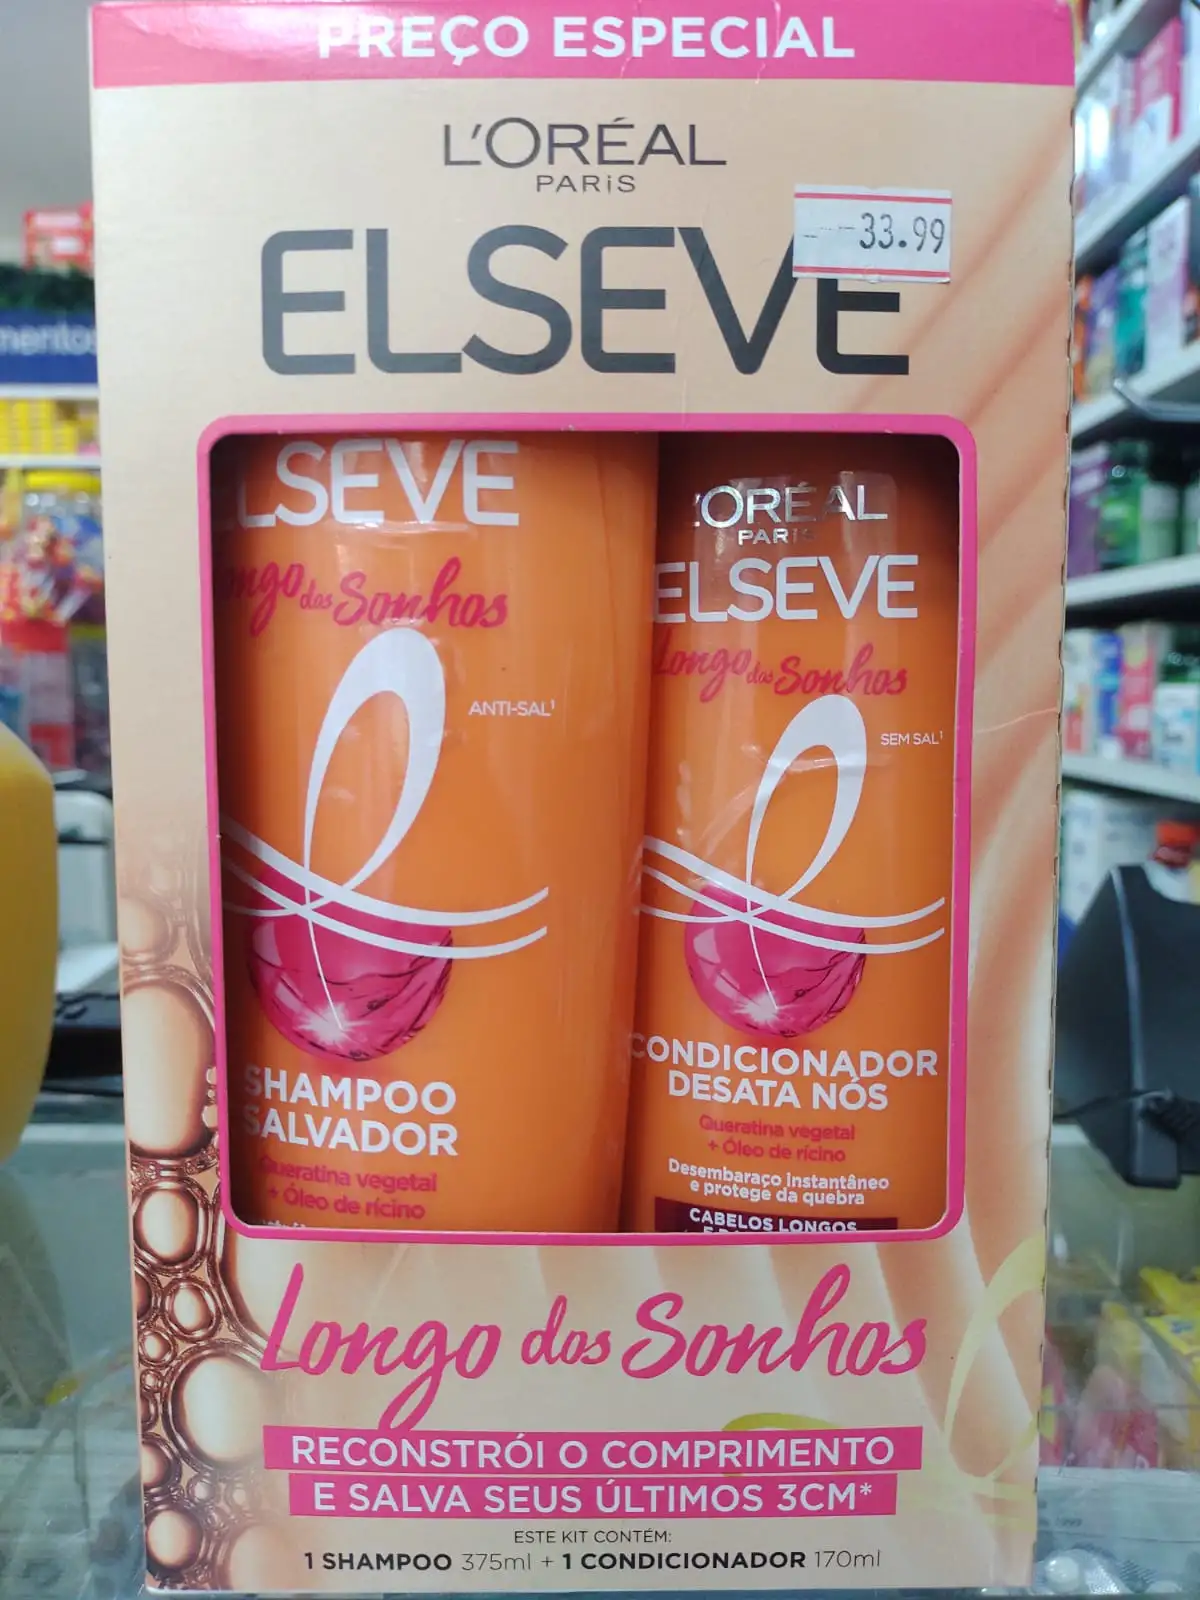 PREÇO ESPECIAL
L'ORÉAL
PARiS
33.99
ELSEVE
LSEVE
dos Sonhos
ANTI-SAL¹
SHAMPOO
SALVADOR
Queratina vegetal
+ Óleo de rícino
L'ORÉAL
PARIS
ELSEVE
Longo dos Sonhos
SEM SAL¹
CONDICIONADOR
DESATA NÓS
Queratina vegetal
+ Óleo de rícino
Desembaraço instantâneo
e protege da quebra
CABELOS LONGOS
Longo dos Sonhos
RECONSTRÓI O COMPRIMENTO
E SALVA SEUS ÚLTIMOS 3CM*
ESTE KIT CONTÉM:
1 SHAMPOO 375ml + 1 CONDICIONADOR 170ml
mentos